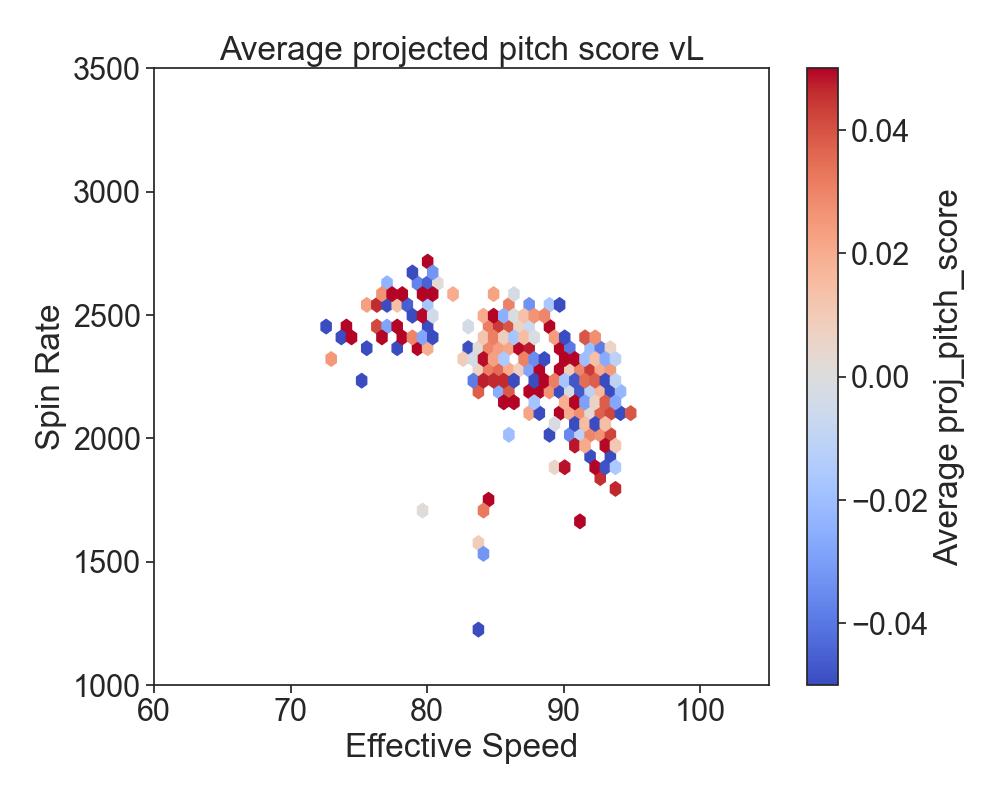 Average projected pitch score vL
3500
3000
2500
2000
1500
1000
Spin Rate
60 70 80 90 100
Effective Speed
0.04
0.02
0.00
−0.02
−0.04
Average proj_pitch_score